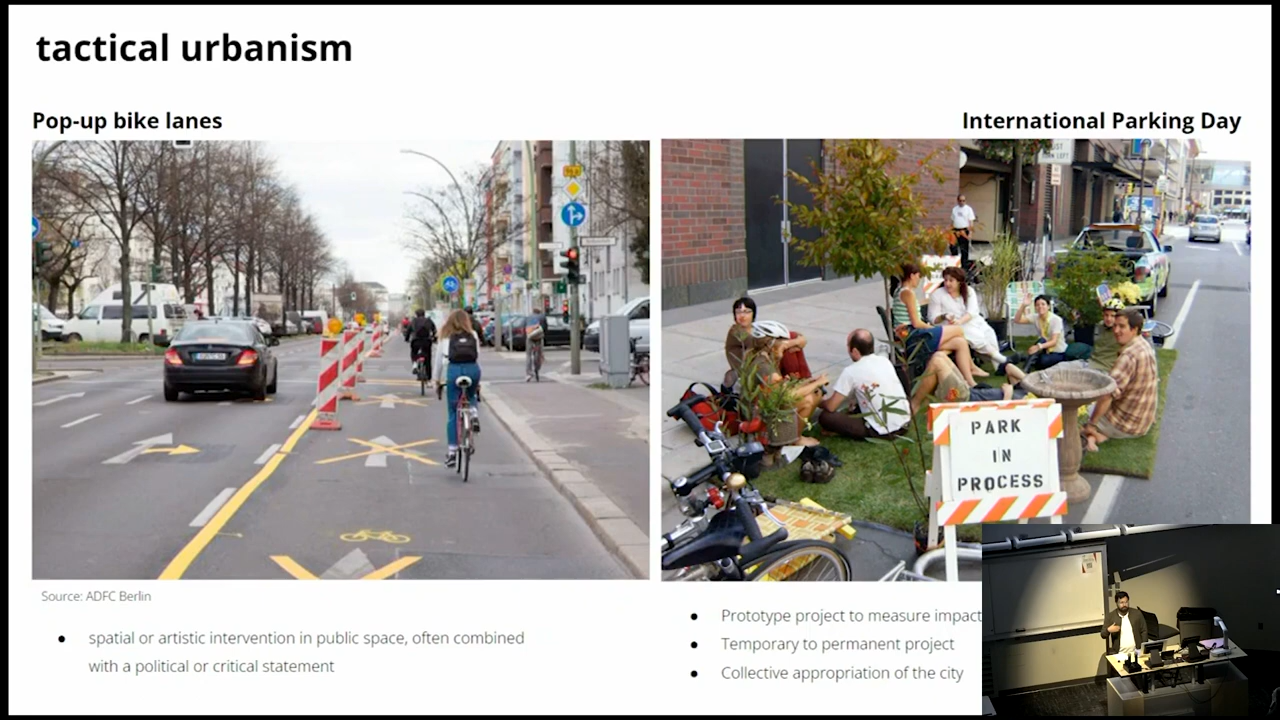 tactical urbanism
Pop-up bike lanes
International Parking Day
PARK
IN
PROCESS
Source: ADFC Berlin
spatial or artistic intervention in public space, often combined
with a political or critical statement
Prototype project to measure impact
Temporary to permanent project
Collective appropriation of the city